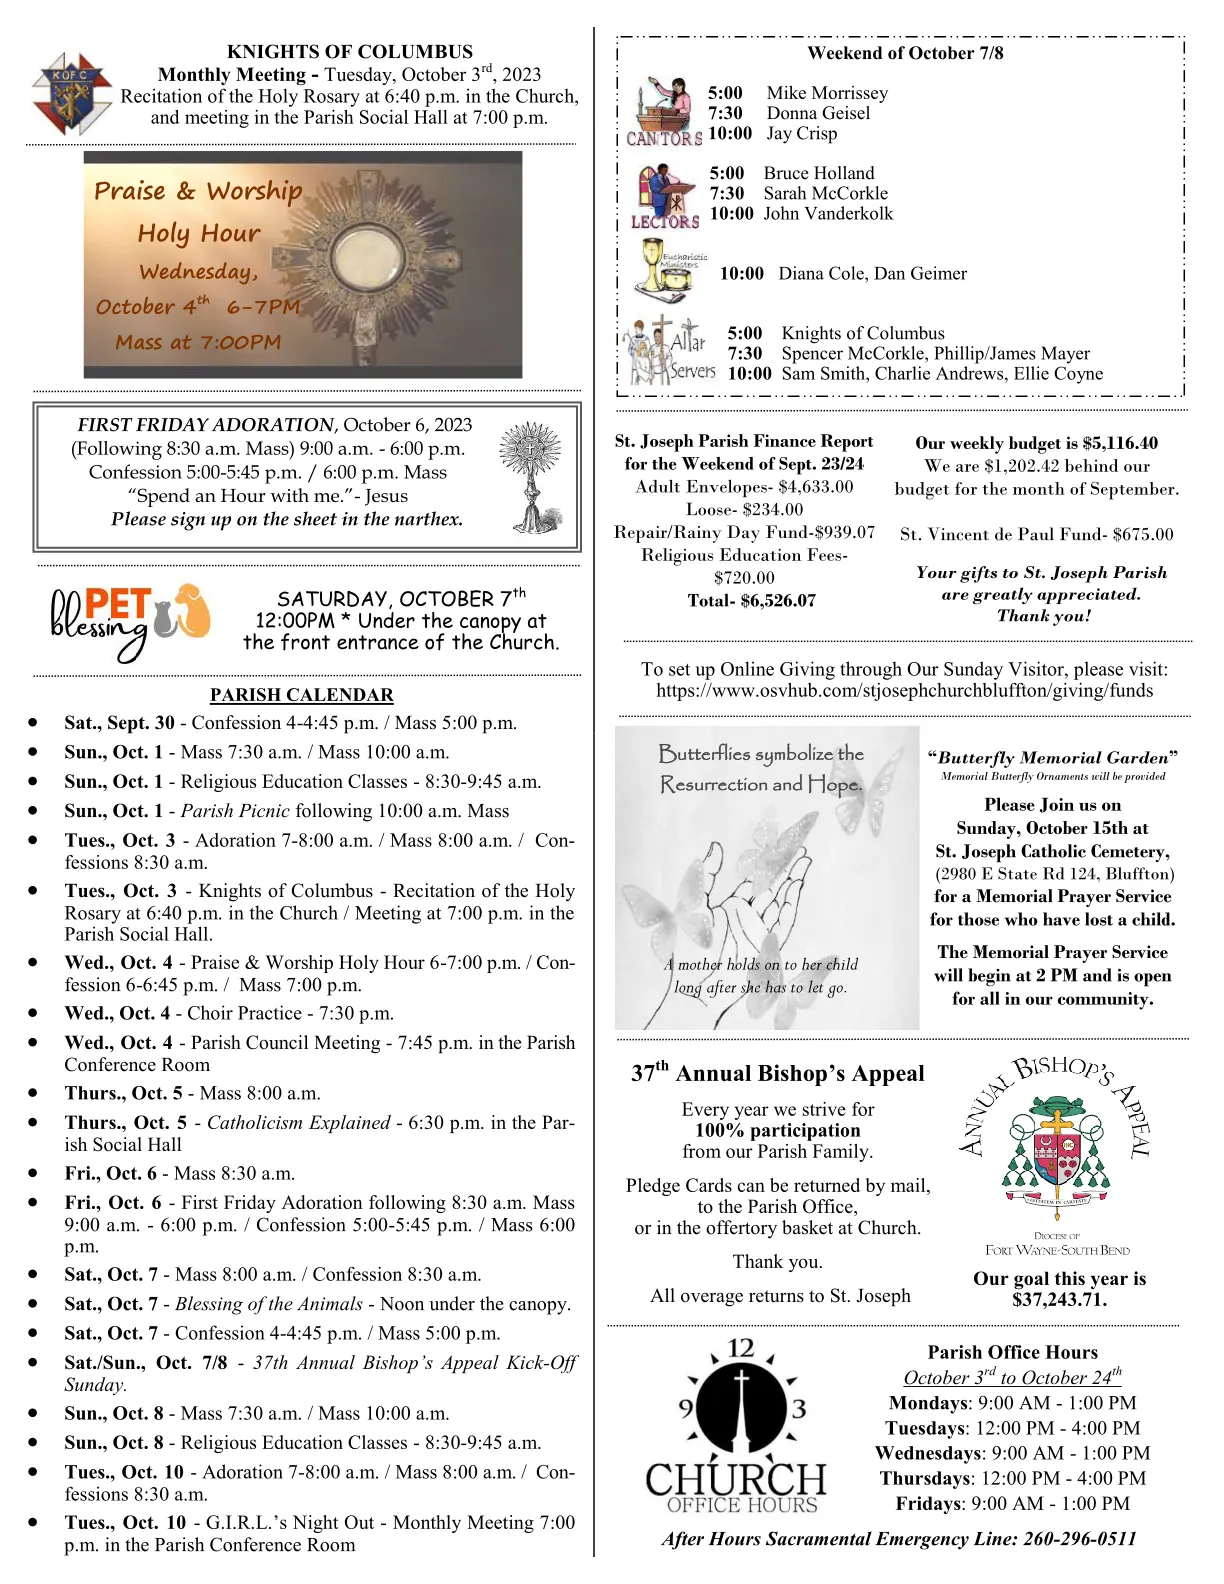 KNIGHTS OF COLUMBUS
Monthly Meeting - Tuesday, October 3rd, 2023
Recitation of the Holy Rosary at 6:40 p.m. in the Church,
and meeting in the Parish Social Hall at 7:00 p.m.
K OF C
Praise & Worship
Holy Hour
Wednesday,
October 4th 6-7PM
Mass at 7:00PM
FIRST FRIDAY ADORATION, October 6, 2023
(Following 8:30 a.m. Mass) 9:00 a.m. - 6:00 p.m.
Confession 5:00-5:45 p.m. / 6:00 p.m. Mass
“Spend an Hour with me.”- Jesus
Please sign up on the sheet in the narthex.
PET
blessing
SATURDAY, OCTOBER 7th
12:00PM * Under the canopy at
the front entrance of the Church.
PARISH CALENDAR
• Sat., Sept. 30 - Confession 4-4:45 p.m. / Mass 5:00 p.m.
• Sun., Oct. 1 - Mass 7:30 a.m. / Mass 10:00 a.m.
• Sun., Oct. 1 - Religious Education Classes - 8:30-9:45 a.m.
• Sun., Oct. 1 - Parish Picnic following 10:00 a.m. Mass
• Tues., Oct. 3 - Adoration 7-8:00 a.m. / Mass 8:00 a.m. / Con-
fessions 8:30 a.m.
• Tues., Oct. 3 - Knights of Columbus - Recitation of the Holy
Rosary at 6:40 p.m. in the Church / Meeting at 7:00 p.m. in the
Parish Social Hall.
• Wed., Oct. 4 - Praise & Worship Holy Hour 6-7:00 p.m. / Con-
fession 6-6:45 p.m. / Mass 7:00 p.m.
• Wed., Oct. 4 - Choir Practice - 7:30 p.m.
• Wed., Oct. 4 - Parish Council Meeting - 7:45 p.m. in the Parish
Conference Room
• Thurs., Oct. 5 - Mass 8:00 a.m.
• Thurs., Oct. 5 - Catholicism Explained - 6:30 p.m. in the Par-
ish Social Hall
• Fri., Oct. 6 - Mass 8:30 a.m.
• Fri., Oct. 6 - First Friday Adoration following 8:30 a.m. Mass
9:00 a.m. - 6:00 p.m. / Confession 5:00-5:45 p.m. / Mass 6:00
p.m.
• Sat., Oct. 7 - Mass 8:00 a.m. / Confession 8:30 a.m.
• Sat., Oct. 7 - Blessing of the Animals - Noon under the canopy.
• Sat., Oct. 7 - Confession 4-4:45 p.m. / Mass 5:00 p.m.
• Sat./Sun., Oct. 7/8 - 37th Annual Bishop’s Appeal Kick-Off
Sunday.
• Sun., Oct. 8 - Mass 7:30 a.m. / Mass 10:00 a.m.
• Sun., Oct. 8 - Religious Education Classes - 8:30-9:45 a.m.
• Tues., Oct. 10 - Adoration 7-8:00 a.m. / Mass 8:00 a.m. / Con-
fessions 8:30 a.m.
• Tues., Oct. 10 - G.I.R.L.’s Night Out - Monthly Meeting 7:00
p.m. in the Parish Conference Room
Weekend of October 7/8
CANTORS
5:00 Mike Morrissey
7:30 Donna Geisel
10:00 Jay Crisp
LECTORS
5:00 Bruce Holland
7:30 Sarah McCorkle
10:00 John Vanderkolk
Eucharistic
Ministers
10:00 Diana Cole, Dan Geimer
Altar
Servers
5:00 Knights of Columbus
7:30 Spencer McCorkle, Phillip/James Mayer
10:00 Sam Smith, Charlie Andrews, Ellie Coyne
St. Joseph Parish Finance Report
for the Weekend of Sept. 23/24
Adult Envelopes- $4,633.00
Loose- $234.00
Repair/Rainy Day Fund-$939.07
Religious Education Fees-
$720.00
Total- $6,526.07
Our weekly budget is $5,116.40
We are $1,202.42 behind our
budget for the month of September.
St. Vincent de Paul Fund- $675.00
Your gifts to St. Joseph Parish
are greatly appreciated.
Thank you!
To set up Online Giving through Our Sunday Visitor, please visit:
https://www.osvhub.com/stjosephchurchbluffton/giving/funds
Butterflies symbolize the
Resurrection and Hope.
A mother holds on to her child
long after she has to let go.
“Butterfly Memorial Garden”
Memorial Butterfly Ornaments will be provided
Please Join us on
Sunday, October 15th at
St. Joseph Catholic Cemetery,
(2980 E State Rd 124, Bluffton)
for a Memorial Prayer Service
for those who have lost a child.
The Memorial Prayer Service
will begin at 2 PM and is open
for all in our community.
37th Annual Bishop’s Appeal
Every year we strive for
100% participation
from our Parish Family.
Pledge Cards can be returned by mail,
to the Parish Office,
or in the offertory basket at Church.
Thank you.
All overage returns to St. Joseph
ANNUAL BISHOP'S APPEAL
DIOCESE OF
FORT WAYNE-SOUTH BEND
Our goal this year is
$37,243.71.
12
9 3
CHURCH
OFFICE HOURS
Parish Office Hours
October 3rd to October 24th
Mondays: 9:00 AM - 1:00 PM
Tuesdays: 12:00 PM - 4:00 PM
Wednesdays: 9:00 AM - 1:00 PM
Thursdays: 12:00 PM - 4:00 PM
Fridays: 9:00 AM - 1:00 PM
After Hours Sacramental Emergency Line: 260-296-0511